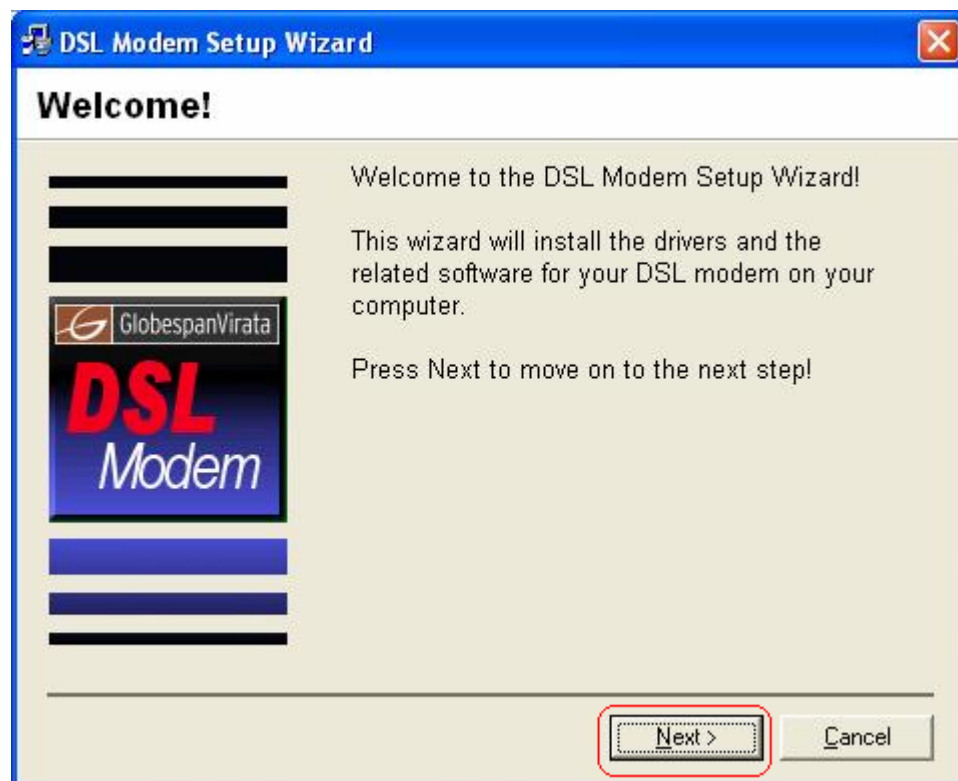 DSL Modem Setup Wizard
Welcome!
Welcome to the DSL Modem Setup Wizard!
This wizard will install the drivers and the
related software for your DSL modem on your
computer.
Press Next to move on to the next step!
GlobespanVirata
DSL
Modem
Next >
Cancel